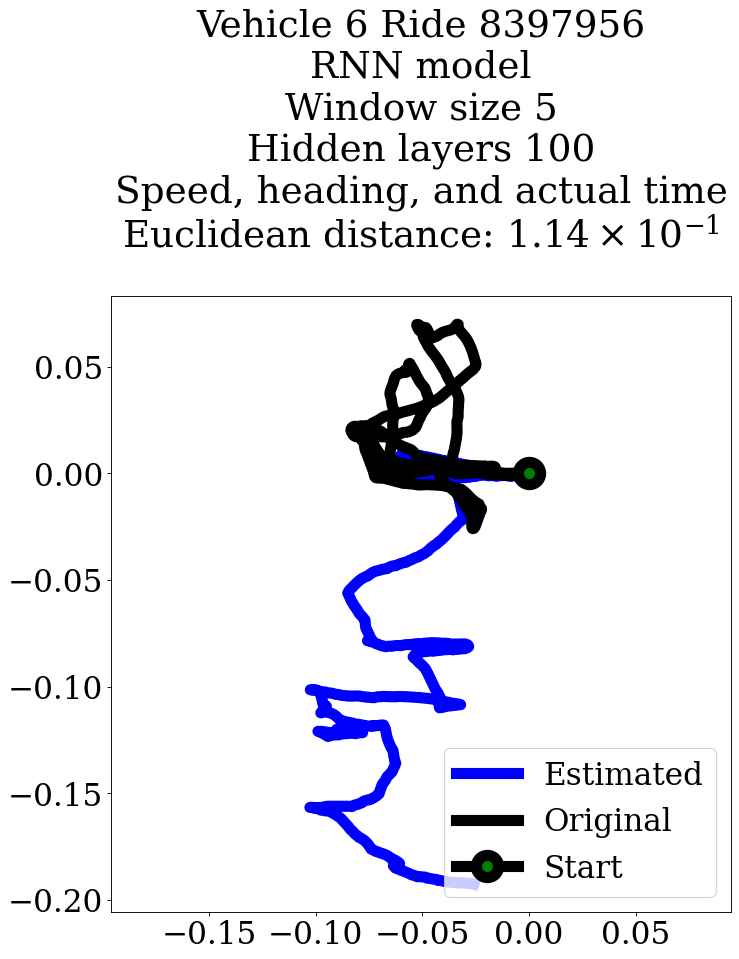 Vehicle 6 Ride 8397956
RNN model
Window size 5
Hidden layers 100
Speed, heading, and actual time
Euclidean distance: 1.14 × 10⁻¹
0.05
0.00
−0.05
−0.10
−0.15
−0.20
Estimated
Original
Start
−0.15 −0.10 −0.05 0.00 0.05